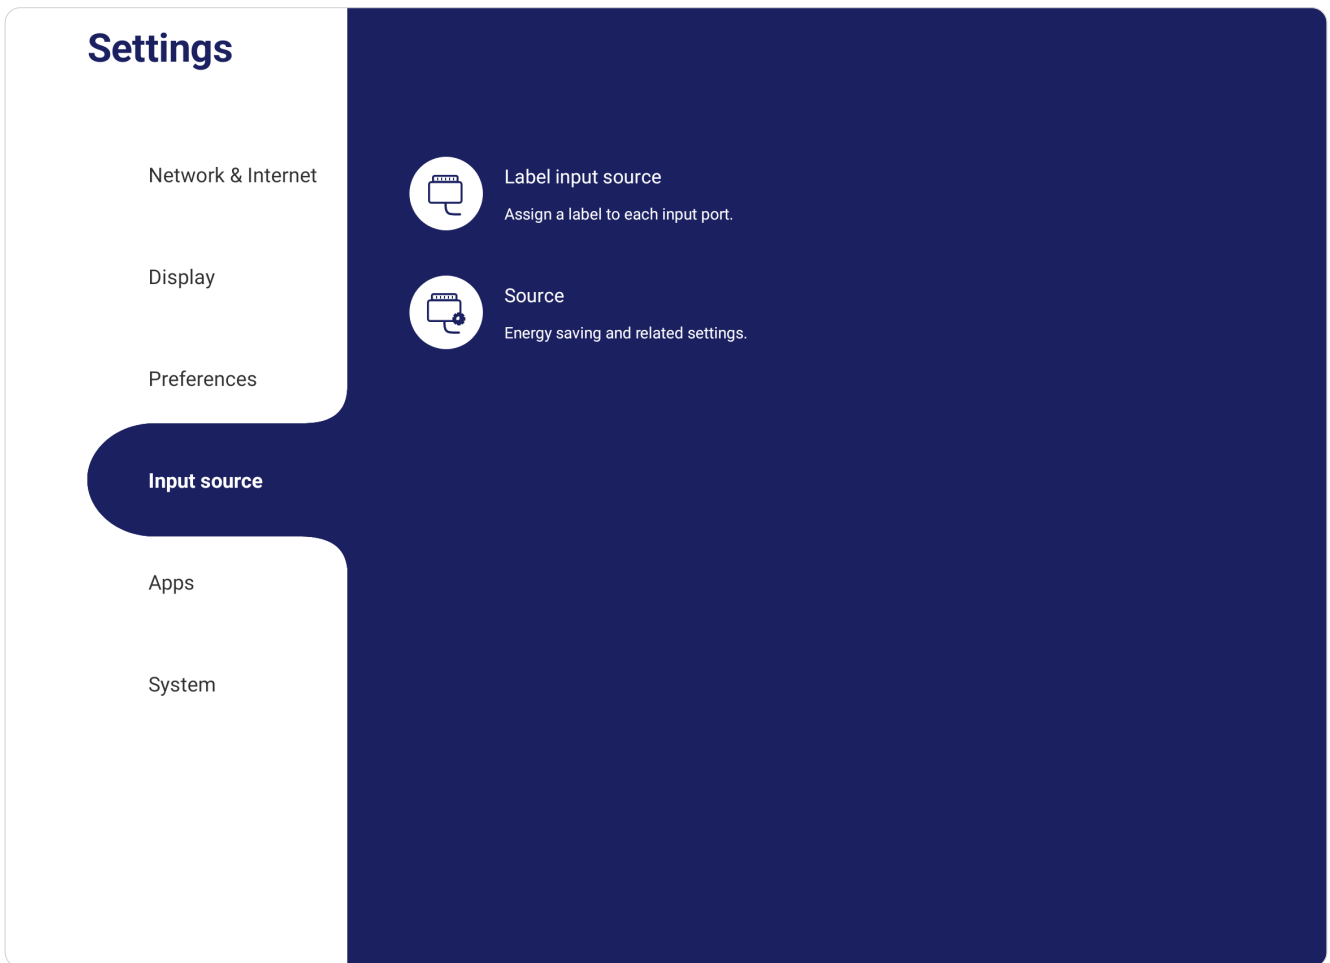 Settings
Network & Internet
Display
Preferences
Input source
Apps
System
Label input source
Assign a label to each input port.
Source
Energy saving and related settings.